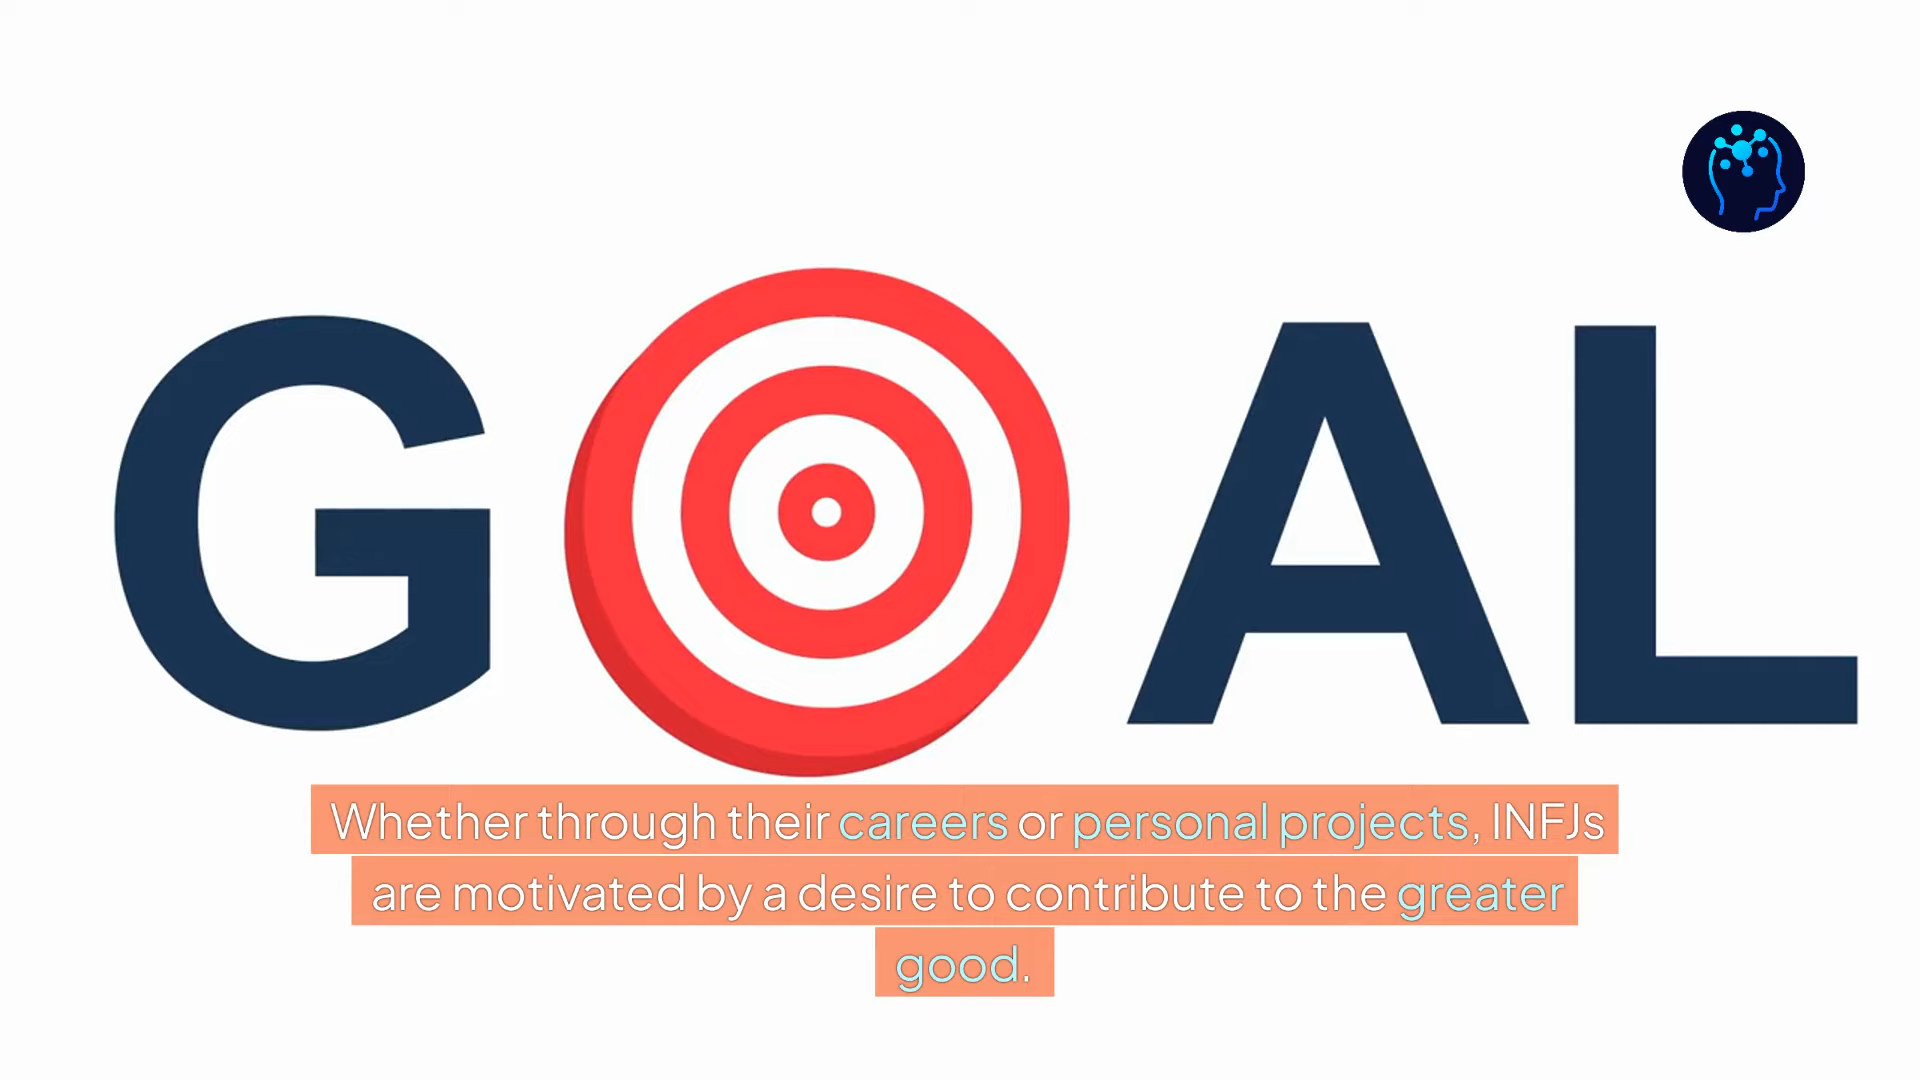 GOAL
Whether through their careers or personal projects, INFJs
are motivated by a desire to contribute to the greater
good.